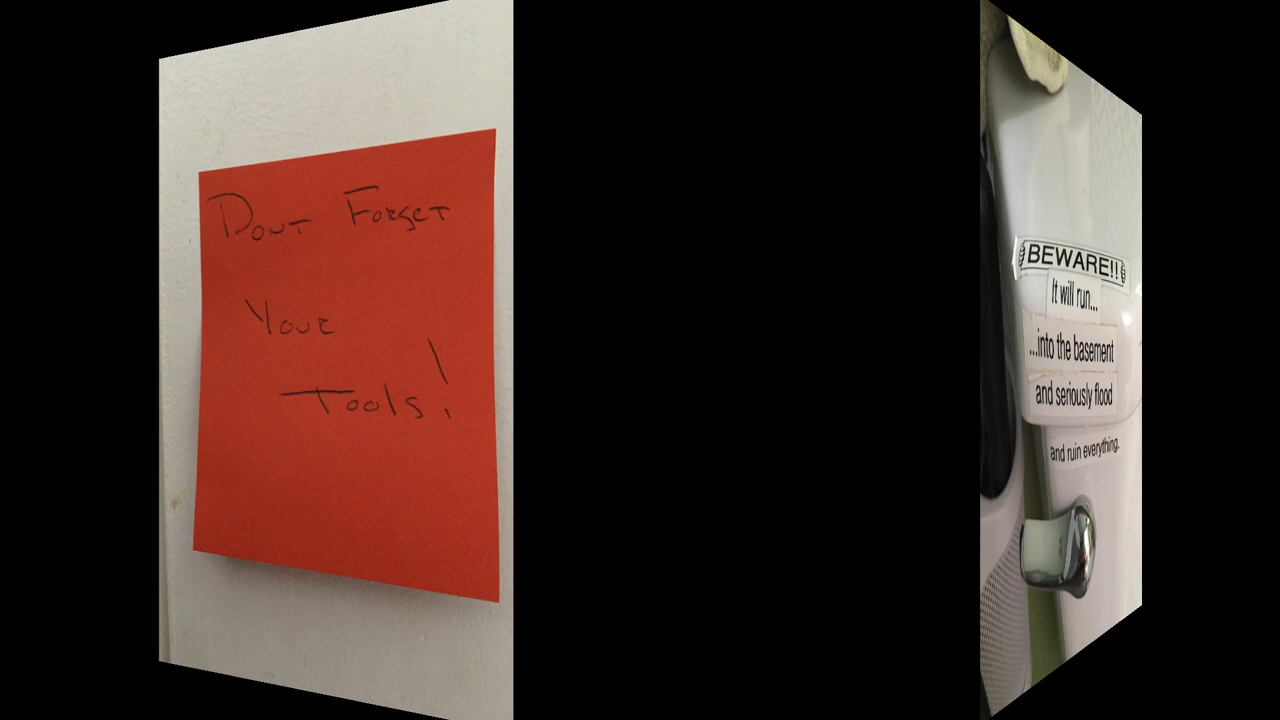 Dont Forget
Your
Tools!
BEWARE!!
It will run...
...into the basement
and seriously flood
and ruin everything.